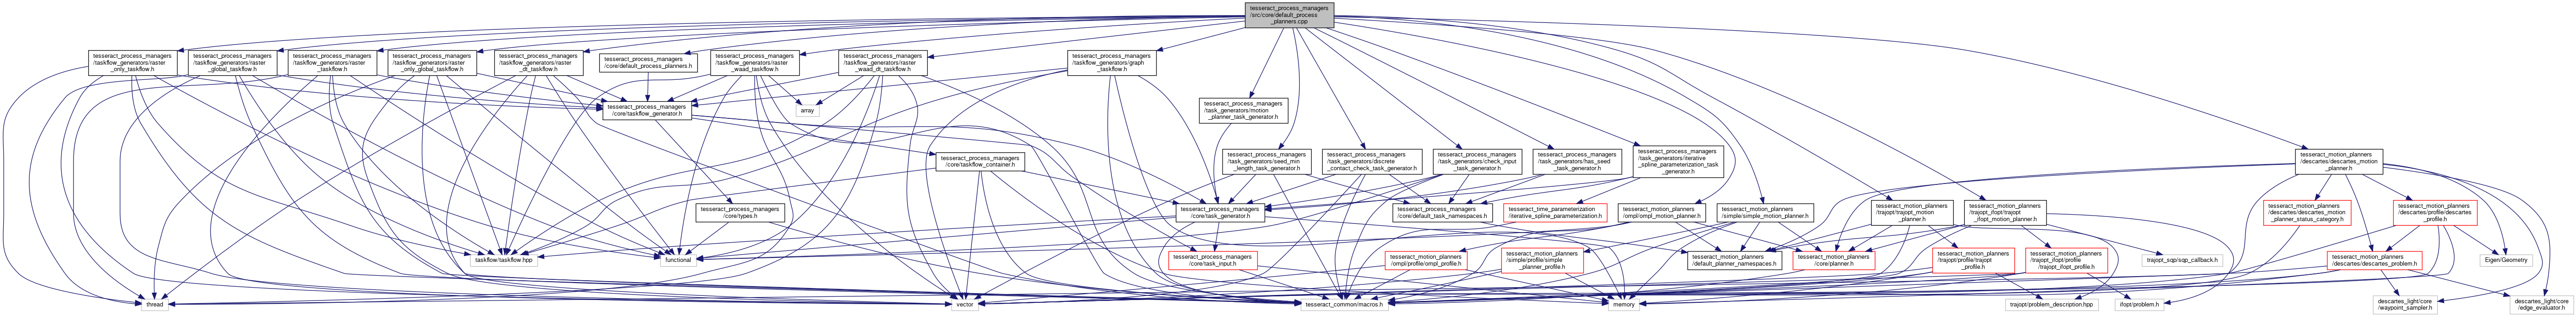 tesseract_process_managers
/src/core/default_process
_planners.cpp
tesseract_process_managers
/taskflow_generators/raster
_only_taskflow.h
tesseract_process_managers
/taskflow_generators/raster
_global_taskflow.h
tesseract_process_managers
/taskflow_generators/raster
_taskflow.h
tesseract_process_managers
/taskflow_generators/raster
_only_global_taskflow.h
tesseract_process_managers
/taskflow_generators/raster
_dt_taskflow.h
tesseract_process_managers
/core/default_process_planners.h
tesseract_process_managers
/taskflow_generators/raster
_waad_taskflow.h
tesseract_process_managers
/taskflow_generators/raster
_waad_dt_taskflow.h
tesseract_process_managers
/taskflow_generators/graph
_taskflow.h
tesseract_process_managers
/core/taskflow_generator.h
array
tesseract_process_managers
/task_generators/motion
_planner_task_generator.h
tesseract_process_managers
/core/taskflow_container.h
tesseract_process_managers
/task_generators/seed_min
_length_task_generator.h
tesseract_process_managers
/task_generators/discrete
_contact_check_task_generator.h
tesseract_process_managers
/task_generators/check_input
_task_generator.h
tesseract_process_managers
/task_generators/has_seed
_task_generator.h
tesseract_process_managers
/task_generators/iterative
_spline_parameterization_task
_generator.h
tesseract_motion_planners
/descartes/descartes_motion
_planner.h
tesseract_process_managers
/core/types.h
tesseract_process_managers
/core/task_generator.h
tesseract_process_managers
/core/default_task_namespaces.h
tesseract_time_parameterization
/iterative_spline_parameterization.h
tesseract_motion_planners
/ompl/ompl_motion_planner.h
tesseract_motion_planners
/simple/simple_motion_planner.h
tesseract_motion_planners
/trajopt/trajopt_motion
_planner.h
tesseract_motion_planners
/trajopt_ifopt/trajopt
_ifopt_motion_planner.h
tesseract_motion_planners
/descartes/descartes_motion
_planner_status_category.h
tesseract_motion_planners
/descartes/profile/descartes
_profile.h
taskflow/taskflow.hpp
functional
tesseract_process_managers
/core/task_input.h
tesseract_motion_planners
/ompl/profile/ompl_profile.h
tesseract_motion_planners
/simple/profile/simple
_planner_profile.h
tesseract_motion_planners
/default_planner_namespaces.h
tesseract_motion_planners
/core/planner.h
tesseract_motion_planners
/trajopt/profile/trajopt
_profile.h
tesseract_motion_planners
/trajopt_ifopt/profile
/trajopt_ifopt_profile.h
trajopt_sqp/sqp_callback.h
tesseract_motion_planners
/descartes/descartes_problem.h
Eigen/Geometry
thread
vector
tesseract_common/macros.h
memory
trajopt/problem_description.hpp
ifopt/problem.h
descartes_light/core
/waypoint_sampler.h
descartes_light/core
/edge_evaluator.h